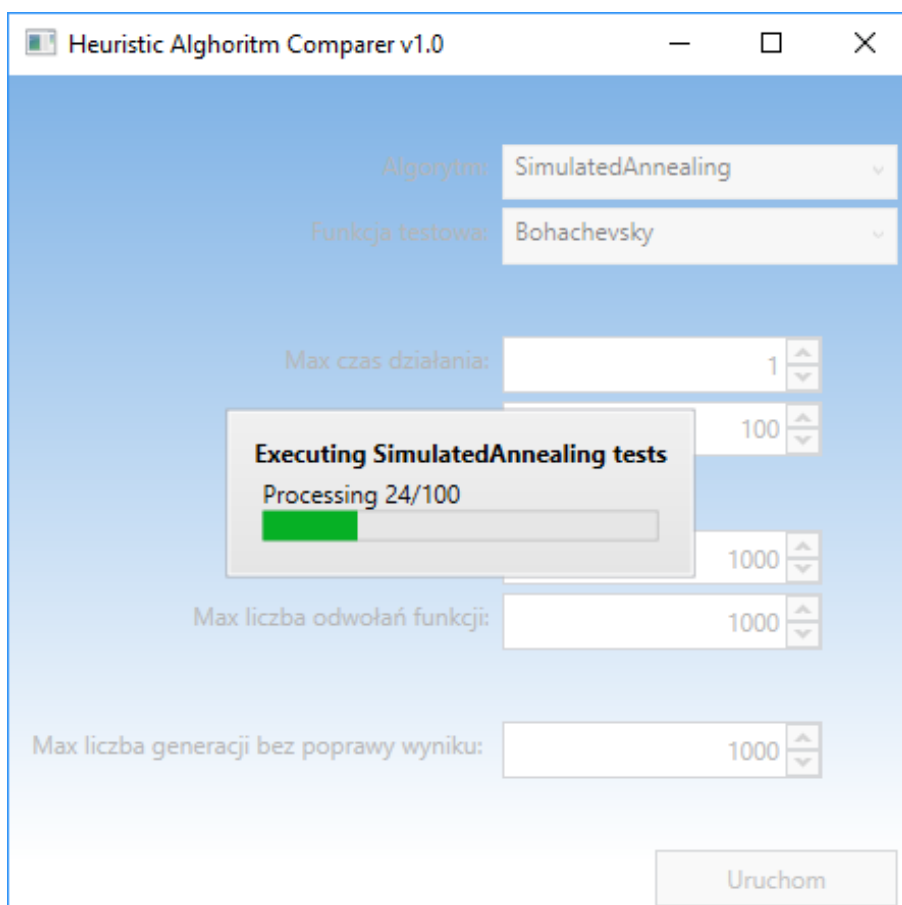 Heuristic Alghoritm Comparer v1.0
Algorytm: SimulatedAnnealing
Funkcja testowa: Bohachevsky
Max czas działania: 1
100
Executing SimulatedAnnealing tests
Processing 24/100
1000
Max liczba odwołań funkcji: 1000
Max liczba generacji bez poprawy wyniku: 1000
Uruchom